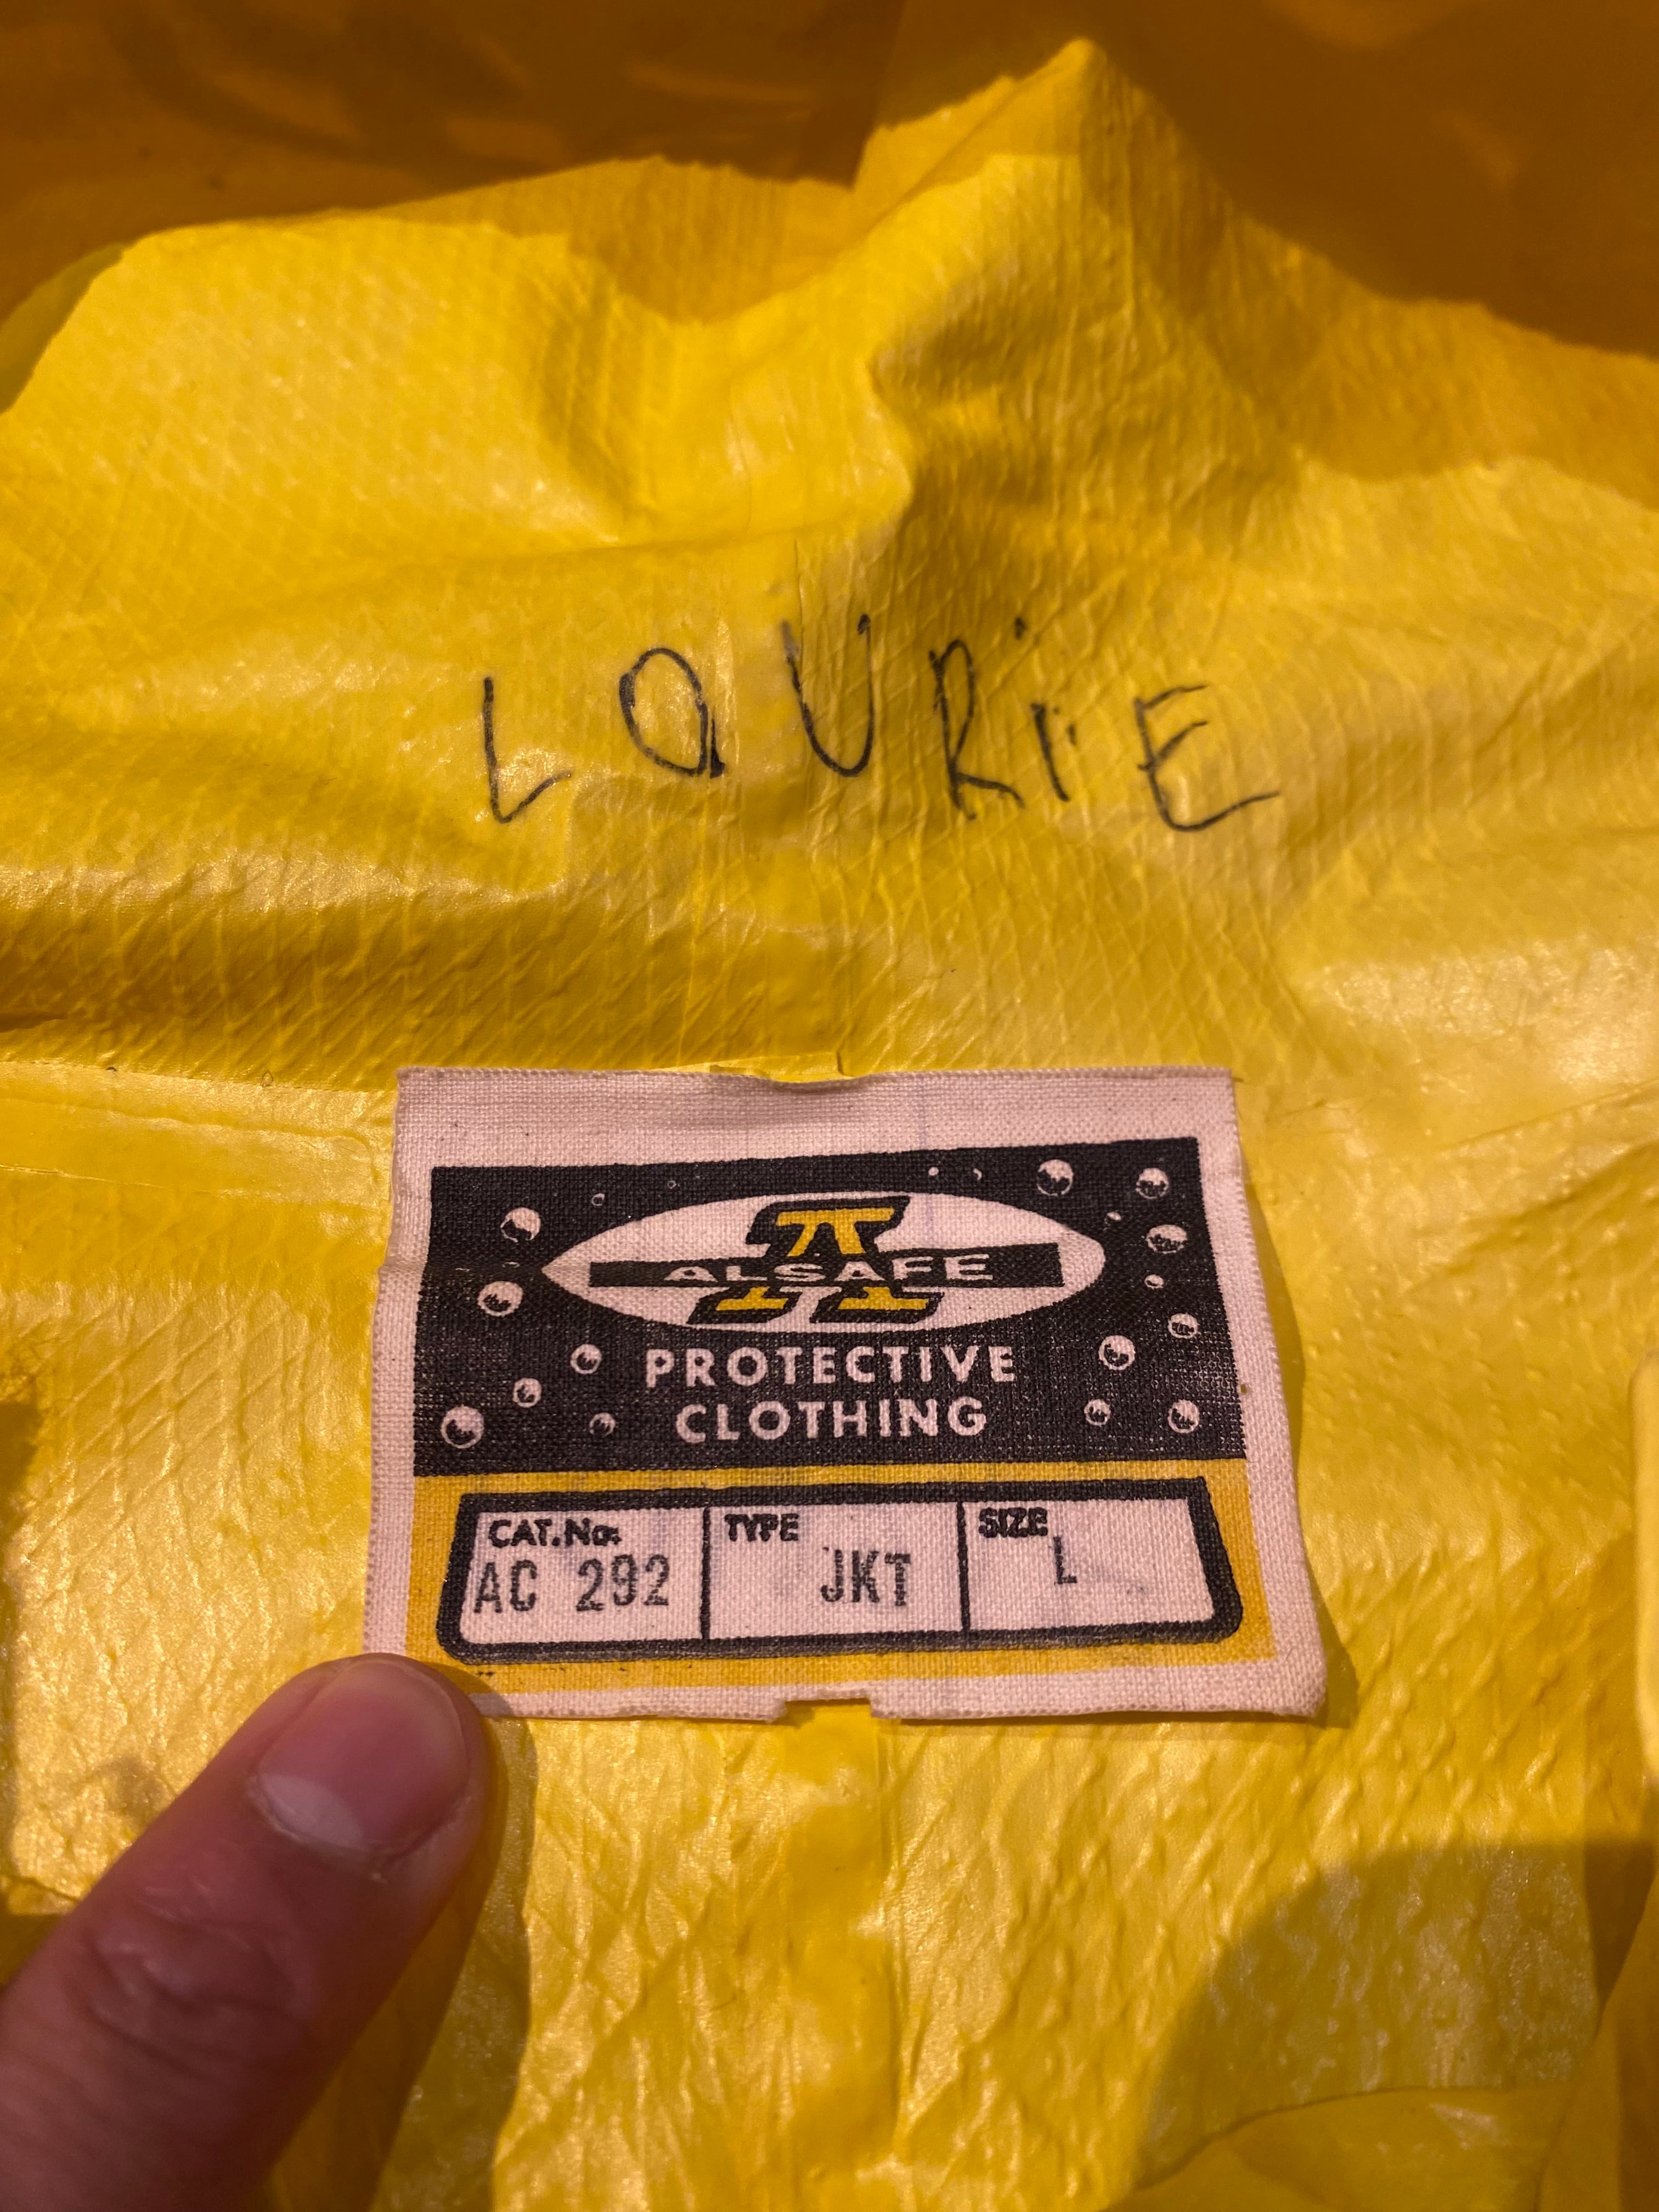 LaURiE
ALSAFE
PROTECTIVE
CLOTHING
CAT.No: TYPE SIZE
AC 292 JKT L